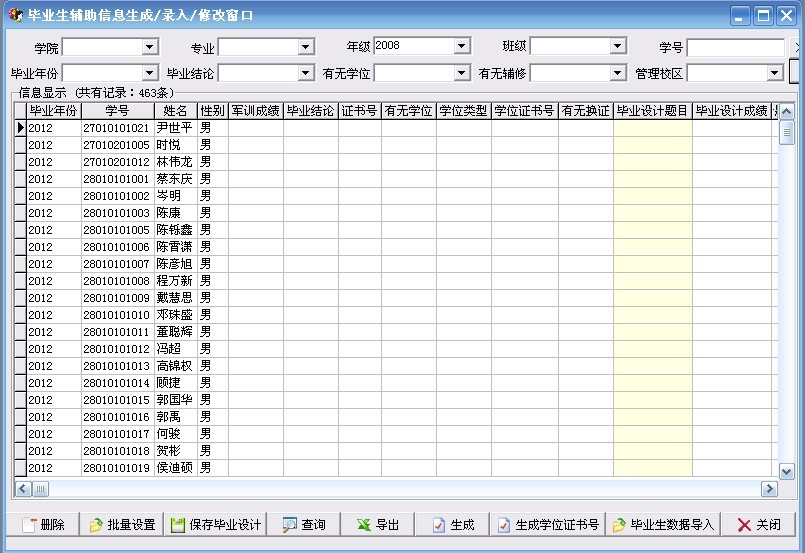 毕业生辅助信息生成/录入/修改窗口
学院 专业 年级 2008 班级 学号
毕业年份 毕业结论 有无学位 有无辅修 管理校区
信息显示 (共有记录:463条)
毕业年份 学号 姓名 性别 军训成绩 毕业结论 证书号 有无学位 学位类型 学位证书号 有无换证 毕业设计题目 毕业设计成绩
2012 27010101021 尹世平 男
2012 27010201005 时悦 男
2012 27010201012 林伟龙 男
2012 28010101001 蔡东庆 男
2012 28010101002 岑明 男
2012 28010101003 陈康 男
2012 28010101005 陈铄鑫 男
2012 28010101006 陈霄潇 男
2012 28010101007 陈彦旭 男
2012 28010101008 程万新 男
2012 28010101009 戴慧思 男
2012 28010101010 邓珠盛 男
2012 28010101011 董聪辉 男
2012 28010101012 冯超 男
2012 28010101013 高锦权 男
2012 28010101014 顾捷 男
2012 28010101015 郭国华 男
2012 28010101016 郭禹 男
2012 28010101017 何骏 男
2012 28010101018 贺彬 男
2012 28010101019 侯迪硕 男
删除 批量设置 保存毕业设计 查询 导出 生成 生成学位证书号 毕业生数据导入 关闭